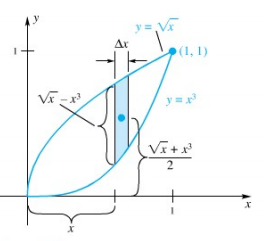 y
y = √x
Δx
1
(1, 1)
√x – x³
y = x³
√x + x³
2
x
x
1